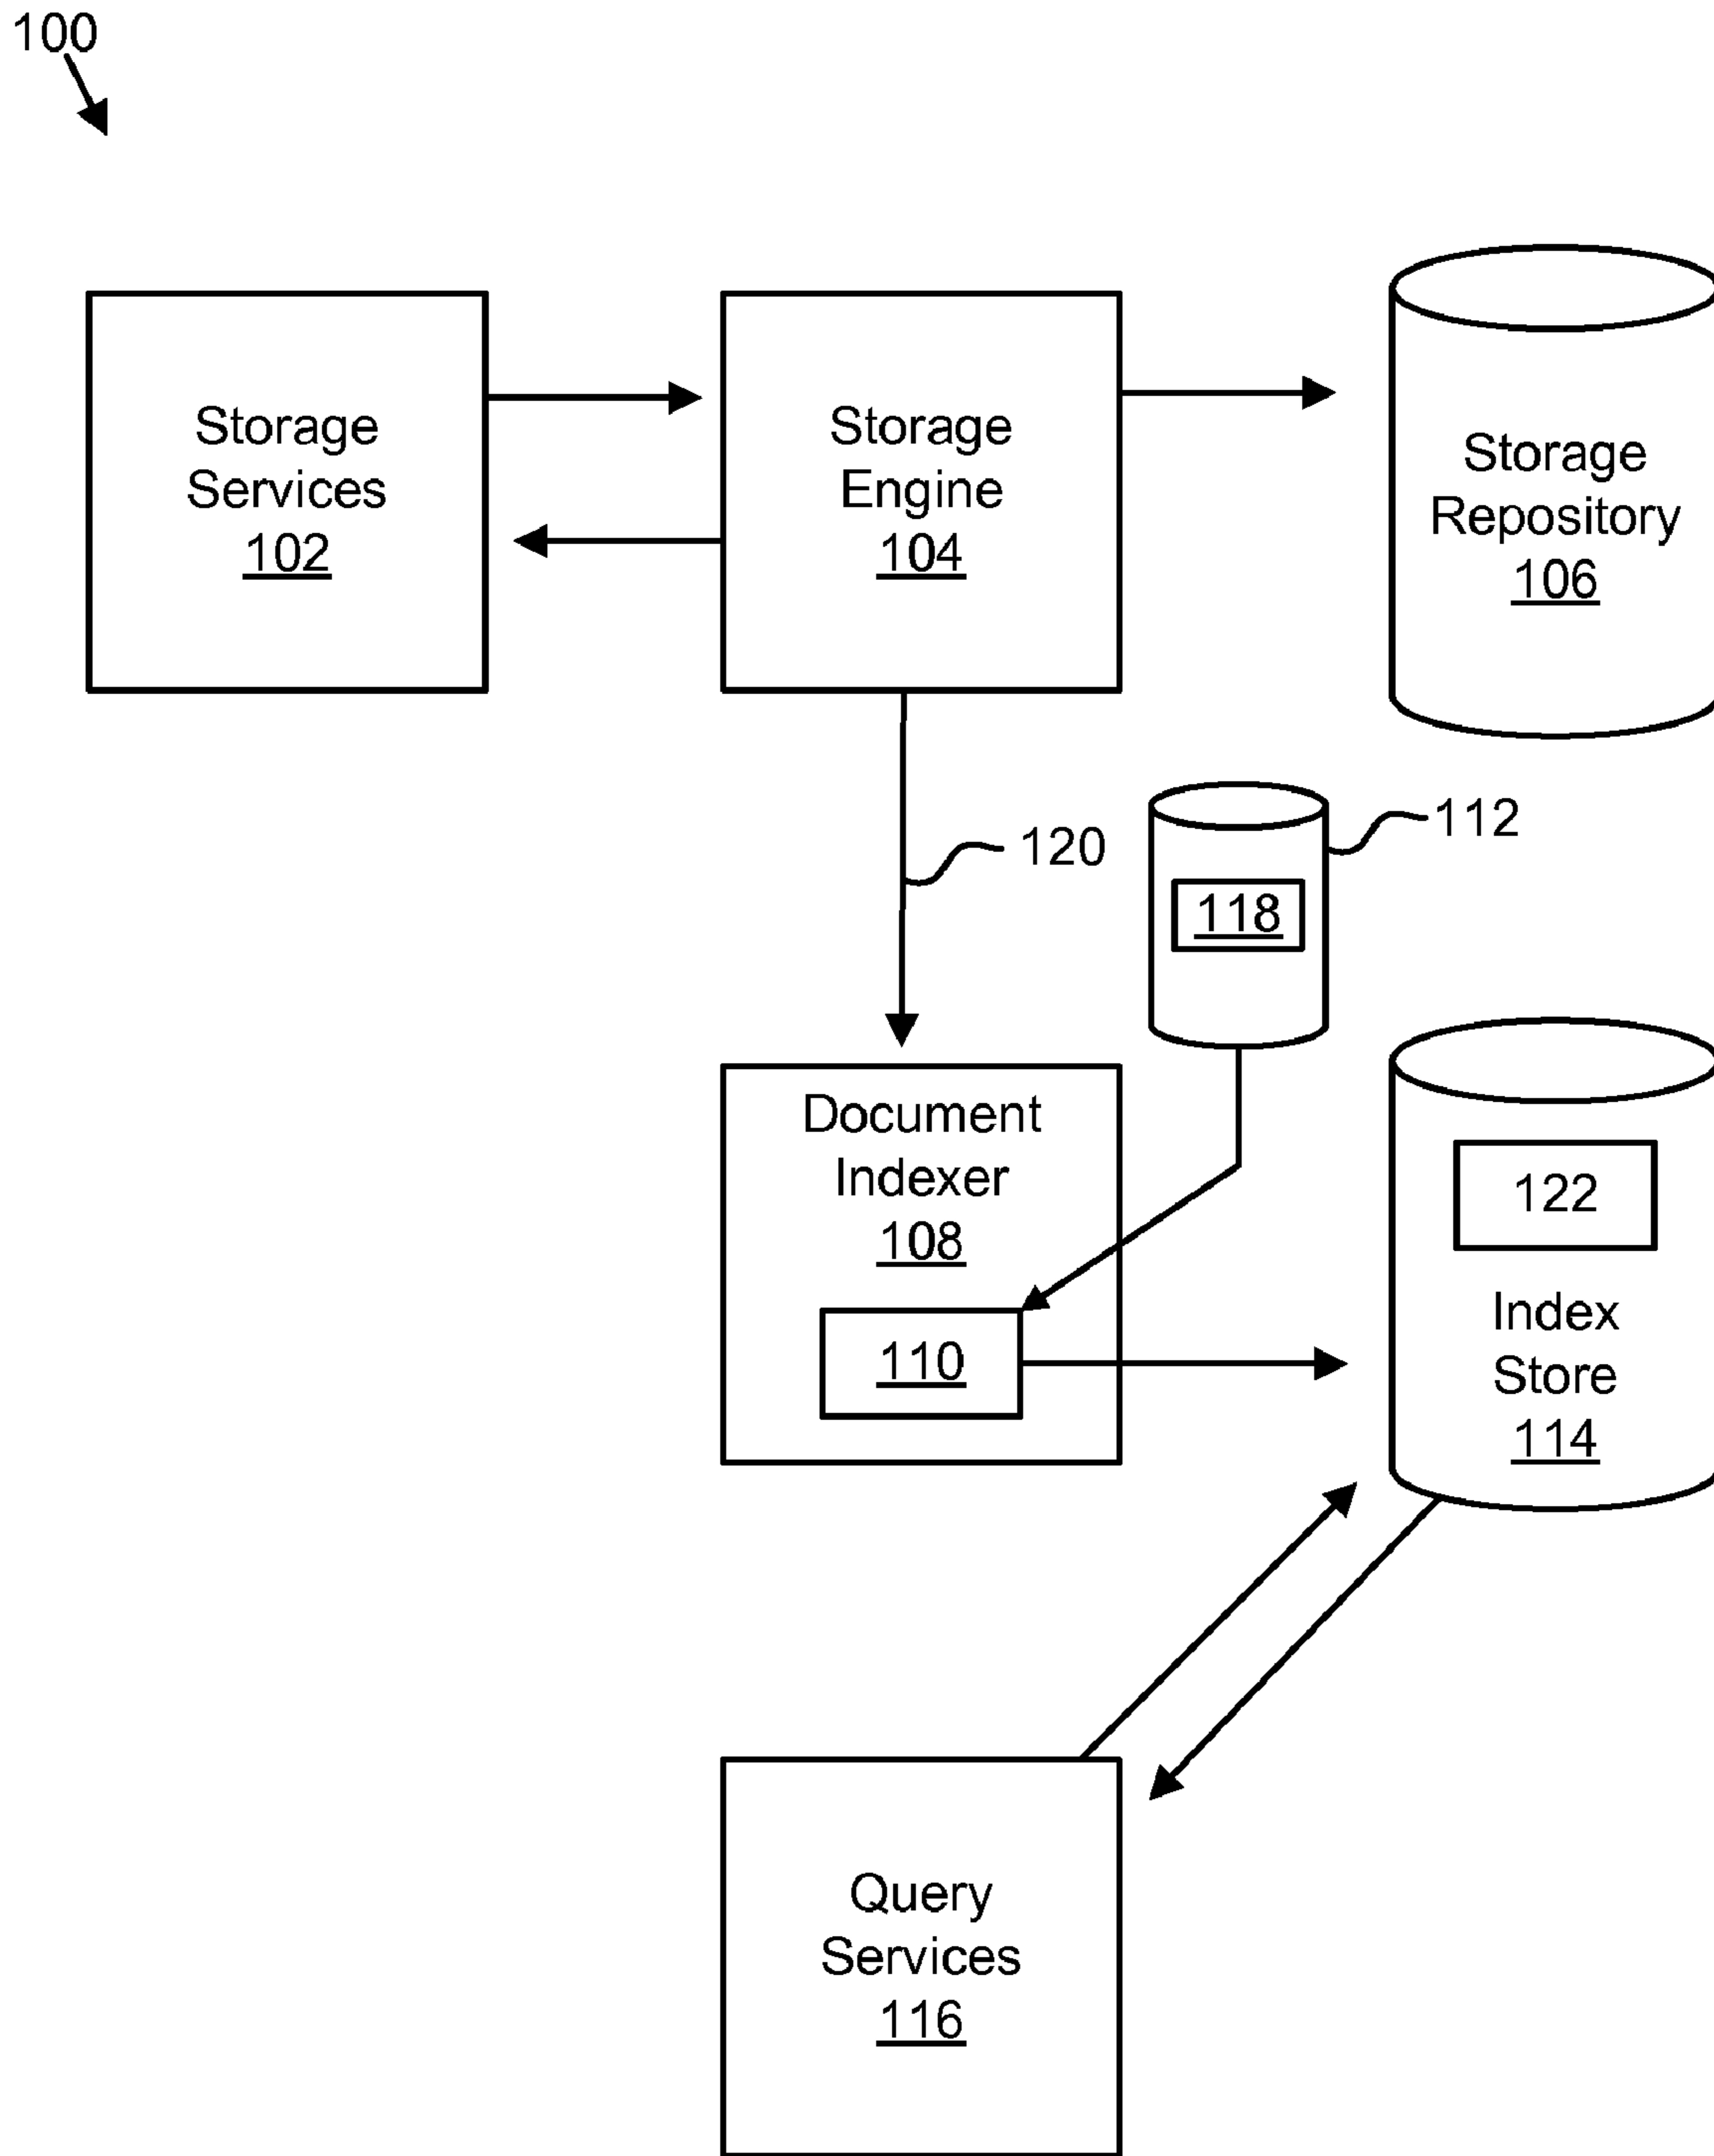 100
Storage
Services
102
Storage
Engine
104
Storage
Repository
106
120
112
118
Document
Indexer
108
110
122
Index
Store
114
Query
Services
116